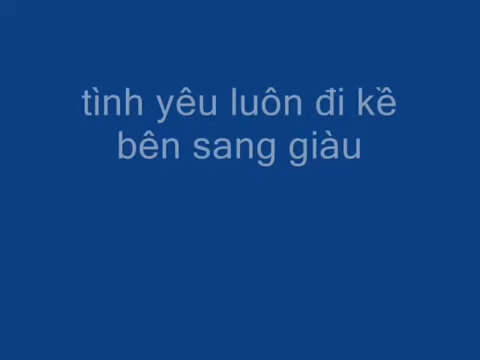 tình yêu luôn đi kề
bên sang giàu